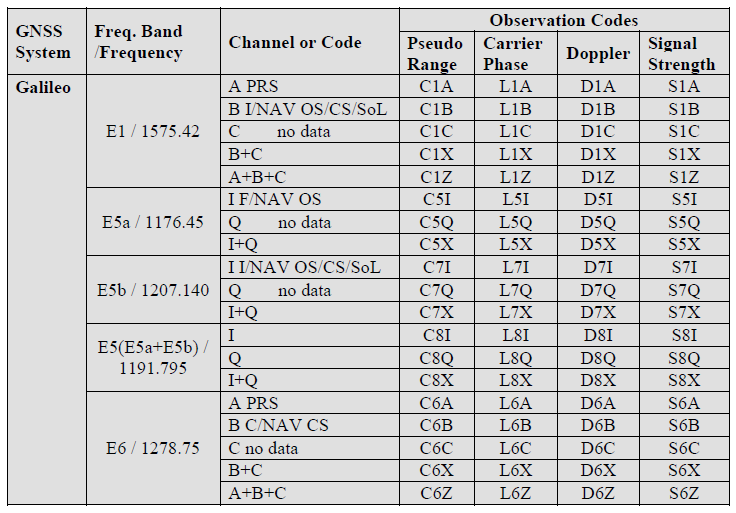 GNSS System Freq. Band /Frequency Channel or Code Observation Codes
Pseudo Range Carrier Phase Doppler Signal Strength
Galileo E1 / 1575.42 A PRS C1A L1A D1A S1A
B I/NAV OS/CS/SoL C1B L1B D1B S1B
C no data C1C L1C D1C S1C
B+C C1X L1X D1X S1X
A+B+C C1Z L1Z D1Z S1Z
E5a / 1176.45 I F/NAV OS C5I L5I D5I S5I
Q no data C5Q L5Q D5Q S5Q
I+Q C5X L5X D5X S5X
E5b / 1207.140 I I/NAV OS/CS/SoL C7I L7I D7I S7I
Q no data C7Q L7Q D7Q S7Q
I+Q C7X L7X D7X S7X
E5(E5a+E5b) / 1191.795 I C8I L8I D8I S8I
Q C8Q L8Q D8Q S8Q
I+Q C8X L8X D8X S8X
E6 / 1278.75 A PRS C6A L6A D6A S6A
B C/NAV CS C6B L6B D6B S6B
C no data C6C L6C D6C S6C
B+C C6X L6X D6X S6X
A+B+C C6Z L6Z D6Z S6Z